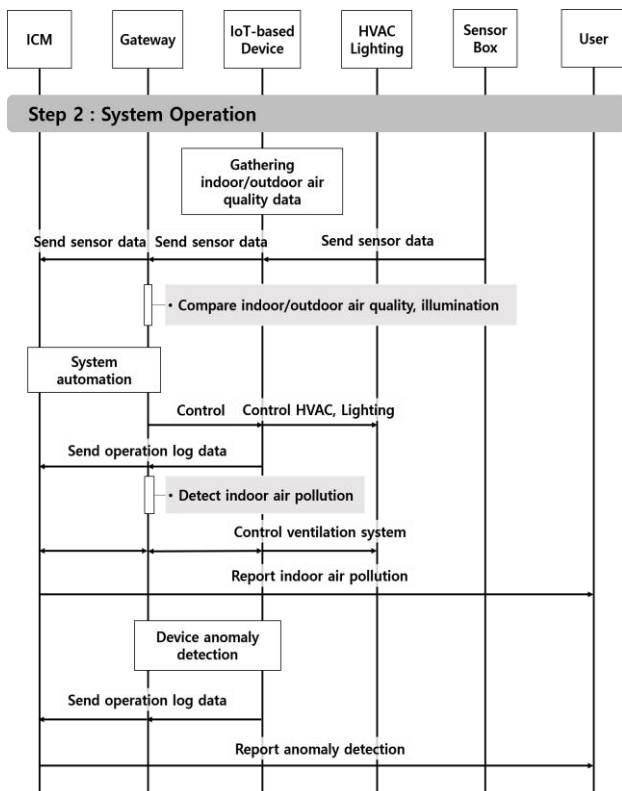 ICM
Gateway
IoT-based
Device
HVAC
Lighting
Sensor
Box
User
Step 2 : System Operation
Gathering
indoor/outdoor air
quality data
Send sensor data
Send sensor data
Send sensor data
• Compare indoor/outdoor air quality, illumination
System
automation
Control
Control HVAC, Lighting
Send operation log data
• Detect indoor air pollution
Control ventilation system
Report indoor air pollution
Device anomaly
detection
Send operation log data
Report anomaly detection